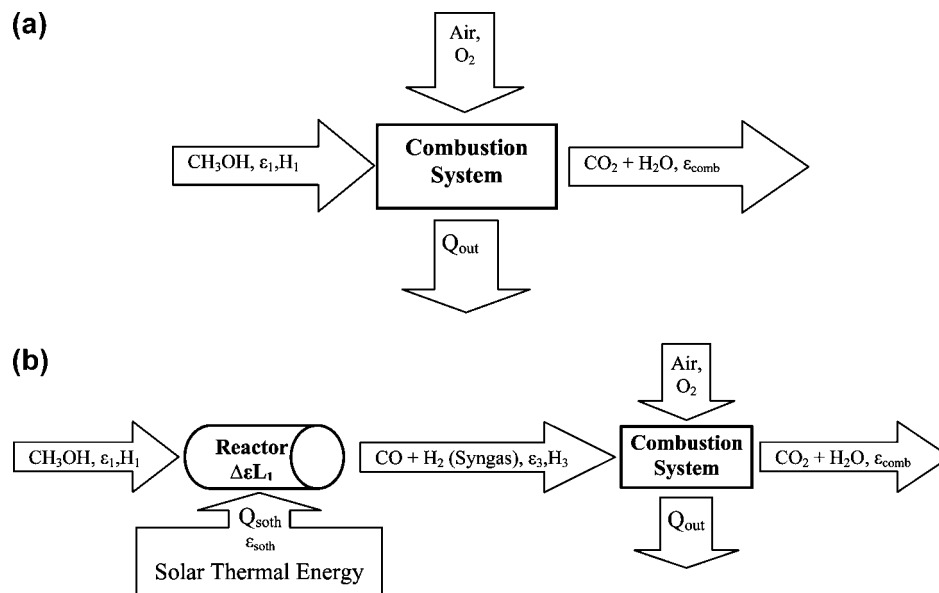 (a)
Air,
O₂
CH₃OH, ε₁,H₁
Combustion
System
CO₂ + H₂O, εcomb
Qout
(b)
Air,
O₂
CH₃OH, ε₁,H₁
Reactor
ΔεL₁
CO + H₂ (Syngas), ε₃,H₃
Combustion
System
CO₂ + H₂O, εcomb
Qsoth
εsoth
Solar Thermal Energy
Qout